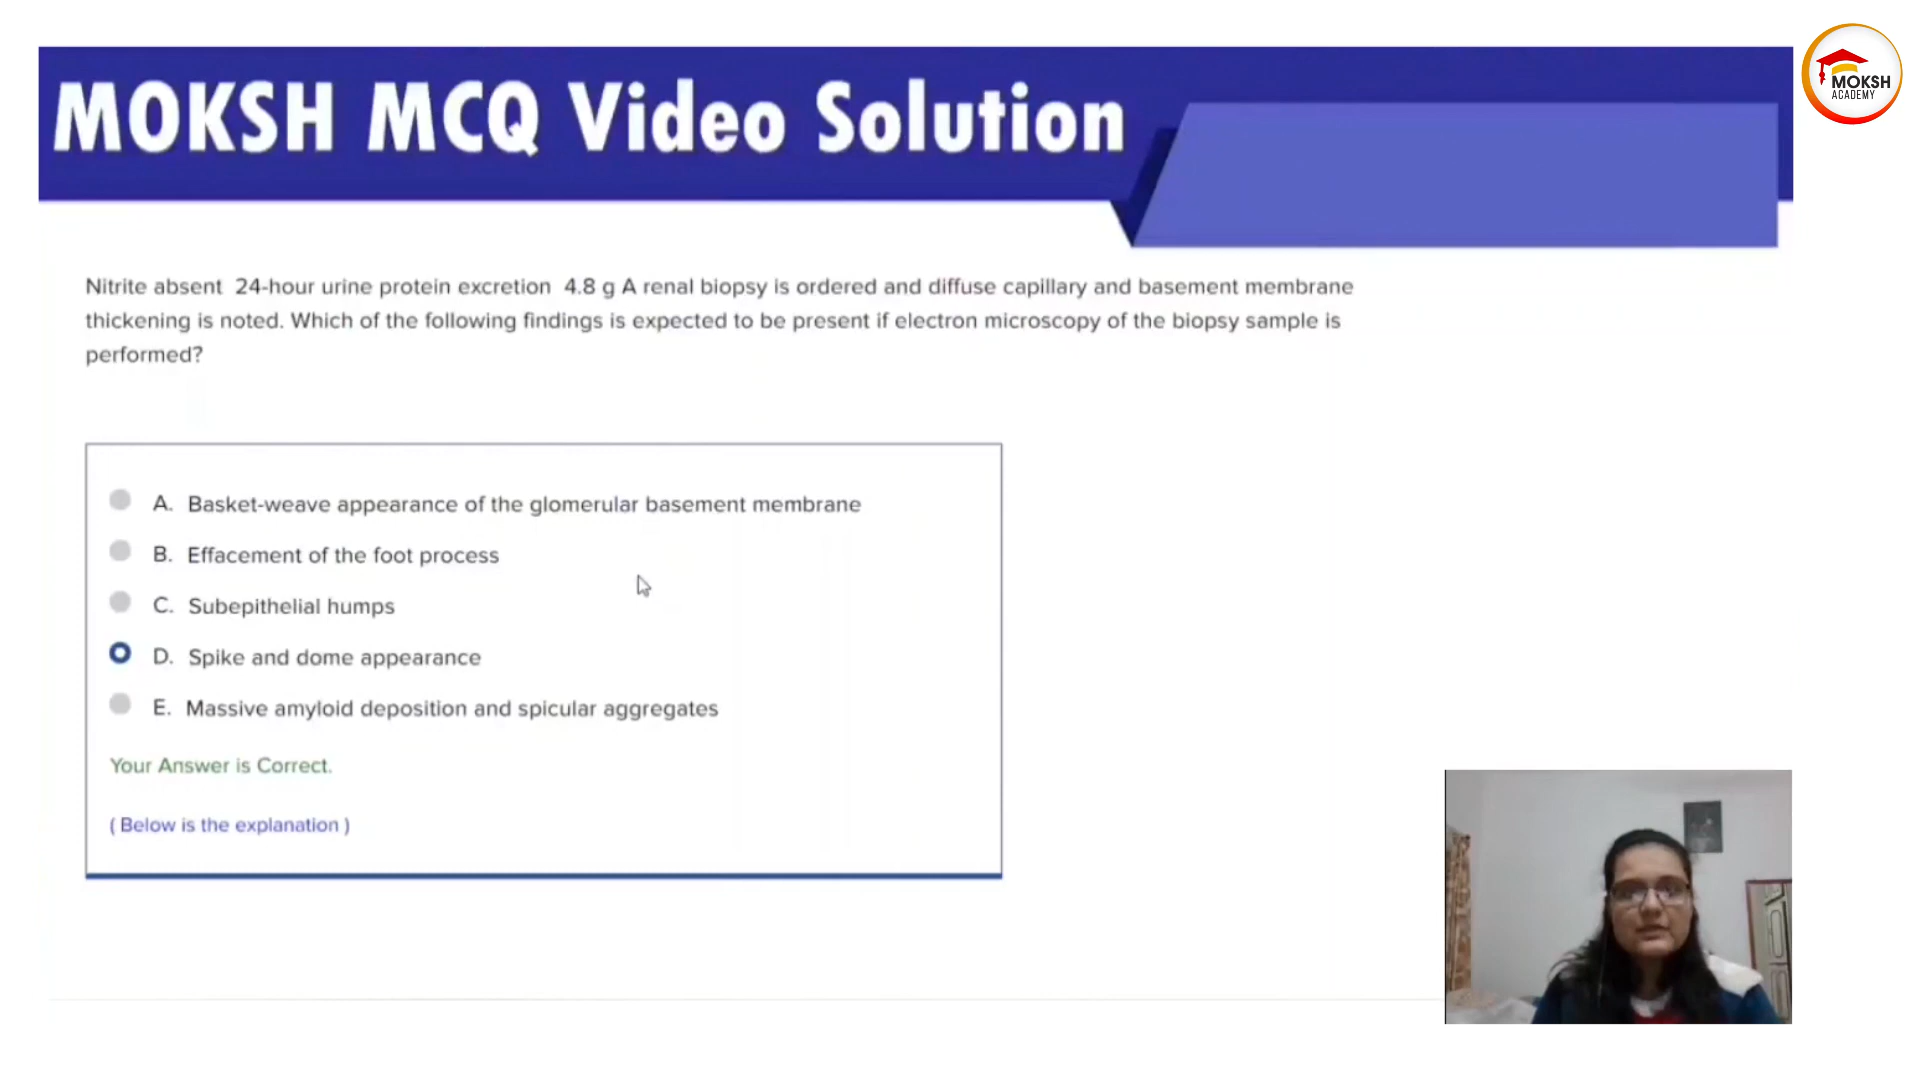 MOKSH MCQ Video Solution
MOKSH
ACADEMY
Nitrite absent 24-hour urine protein excretion 4.8 g A renal biopsy is ordered and diffuse capillary and basement membrane
thickening is noted. Which of the following findings is expected to be present if electron microscopy of the biopsy sample is
performed?
A. Basket-weave appearance of the glomerular basement membrane
B. Effacement of the foot process
C. Subepithelial humps
D. Spike and dome appearance
E. Massive amyloid deposition and spicular aggregates
Your Answer is Correct.
( Below is the explanation )